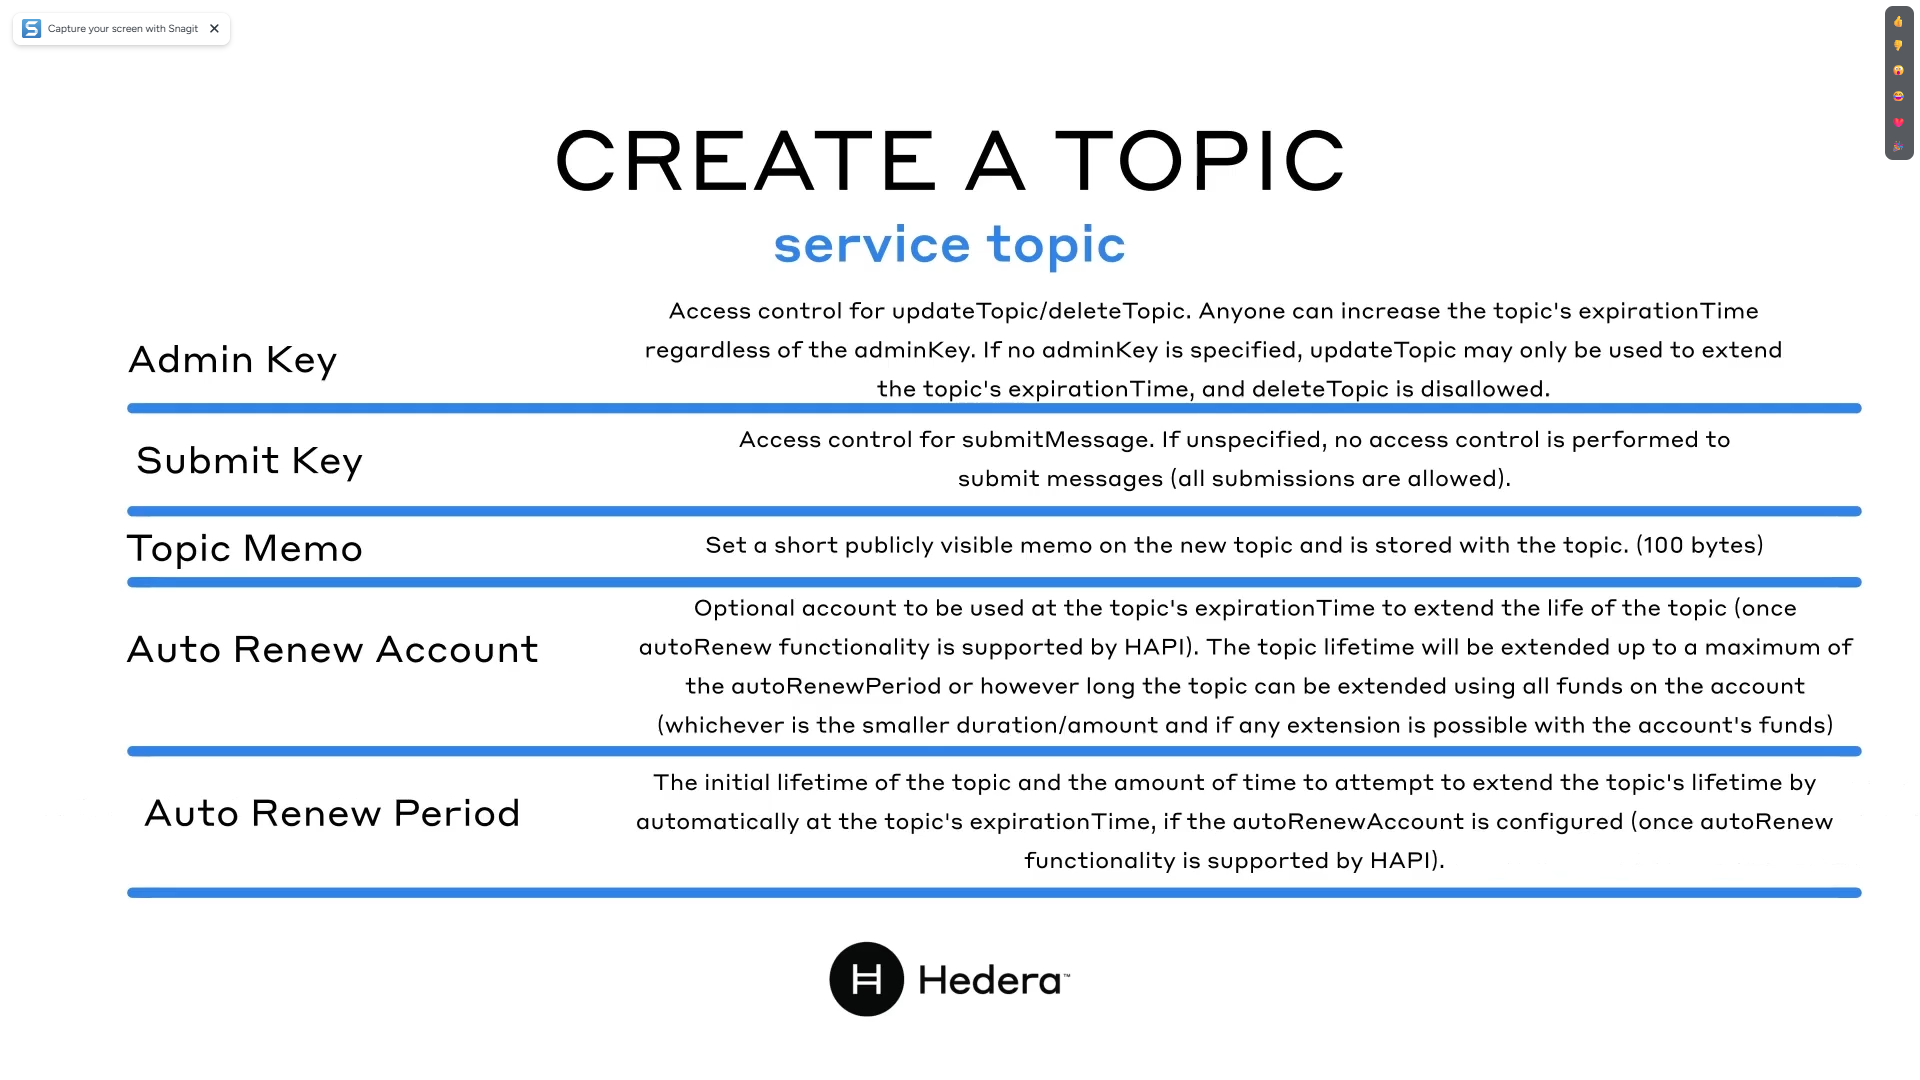 Capture your screen with Snagit
CREATE A TOPIC
service topic
Admin Key
Access control for updateTopic/deleteTopic. Anyone can increase the topic's expirationTime
regardless of the adminKey. If no adminKey is specified, updateTopic may only be used to extend
the topic's expirationTime, and deleteTopic is disallowed.
Submit Key
Access control for submitMessage. If unspecified, no access control is performed to
submit messages (all submissions are allowed).
Topic Memo
Set a short publicly visible memo on the new topic and is stored with the topic. (100 bytes)
Auto Renew Account
Optional account to be used at the topic's expirationTime to extend the life of the topic (once
autoRenew functionality is supported by HAPI). The topic lifetime will be extended up to a maximum of
the autoRenewPeriod or however long the topic can be extended using all funds on the account
(whichever is the smaller duration/amount and if any extension is possible with the account's funds)
Auto Renew Period
The initial lifetime of the topic and the amount of time to attempt to extend the topic's lifetime by
automatically at the topic's expirationTime, if the autoRenewAccount is configured (once autoRenew
functionality is supported by HAPI).
Hedera™